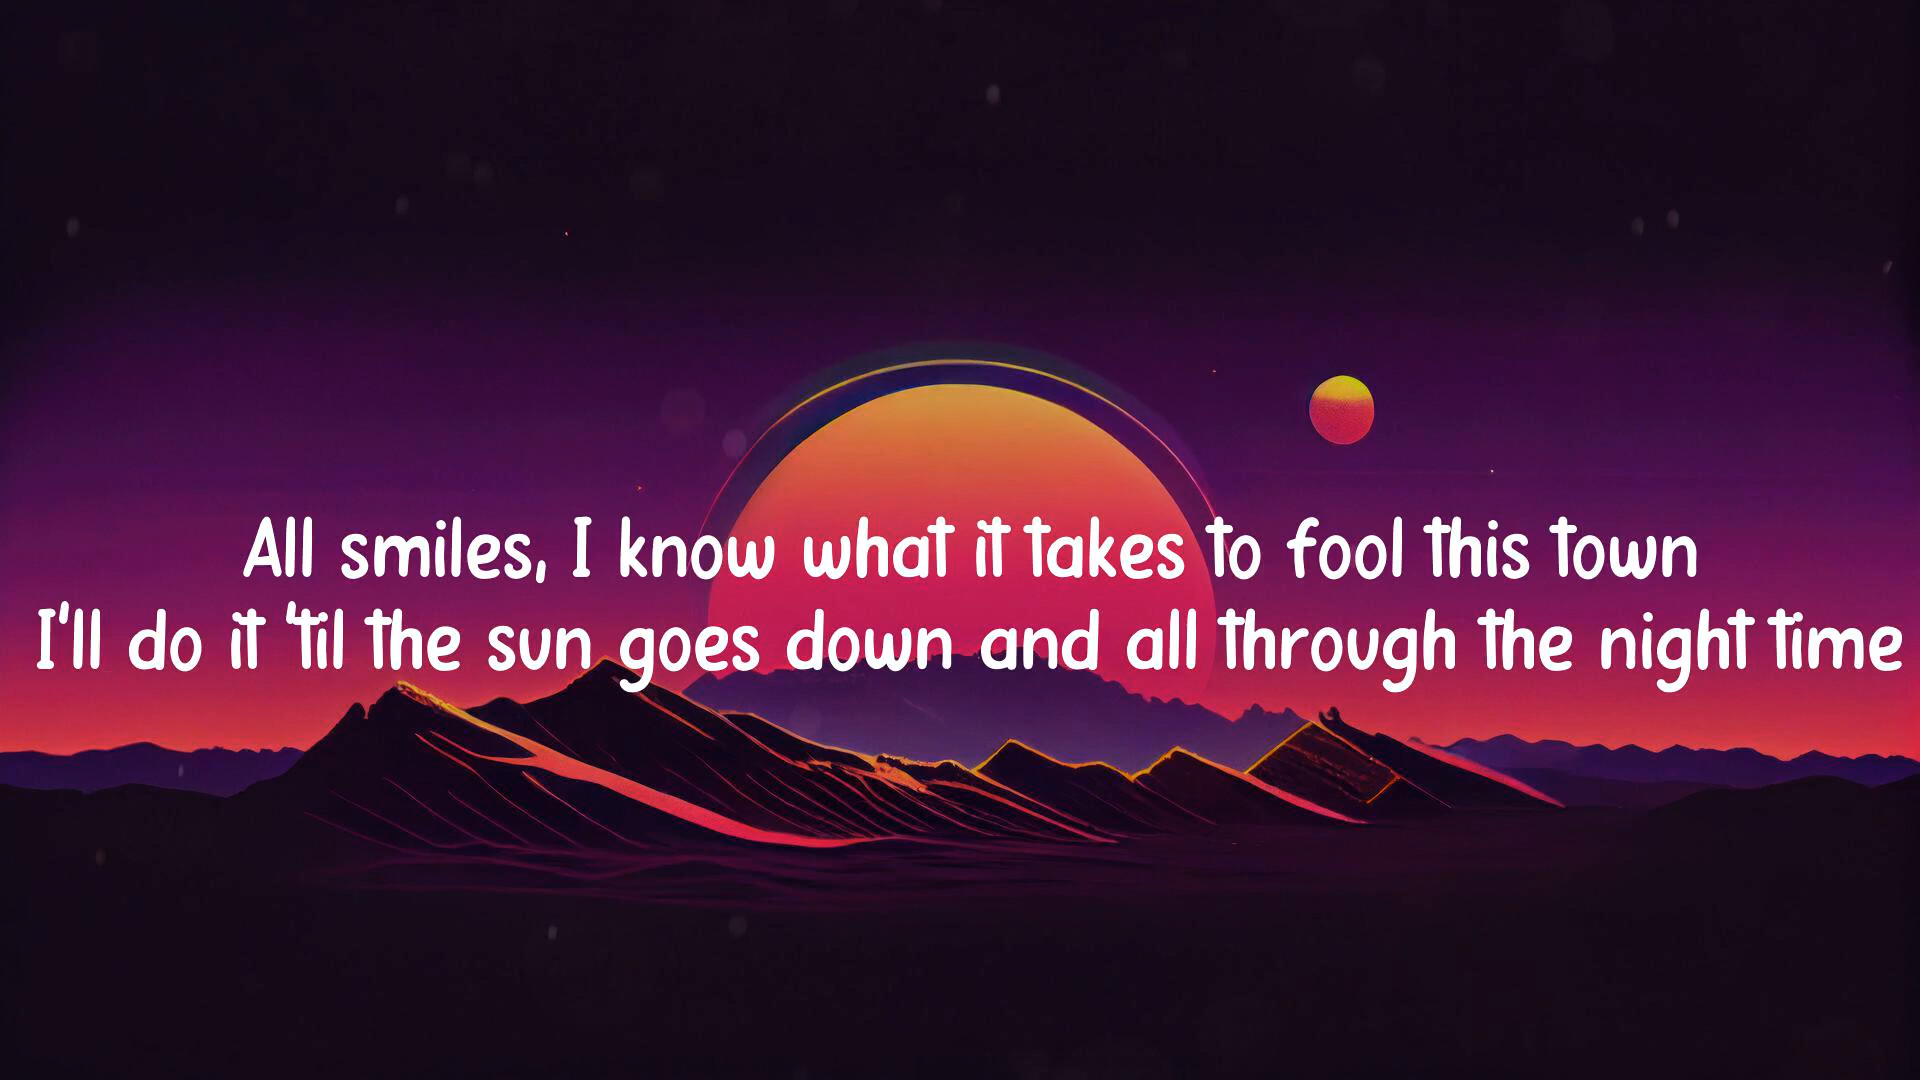 All smiles, I know what it takes to fool this town
I'll do it 'til the sun goes down and all through the night time